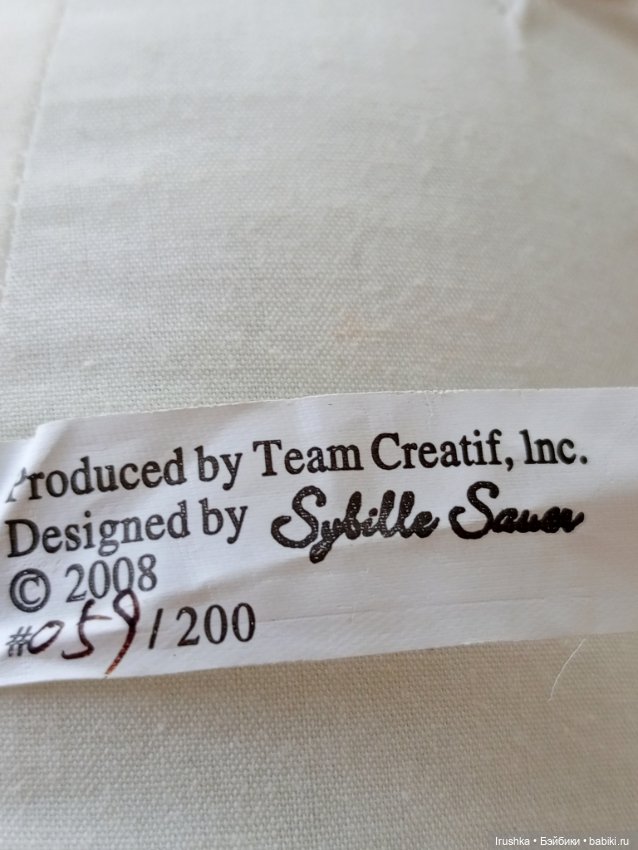 Produced by Team Creatif, Inc.
Designed by Sybille Sauer
© 2008
#059/200
Irushka • Бэйбики • babiki.ru